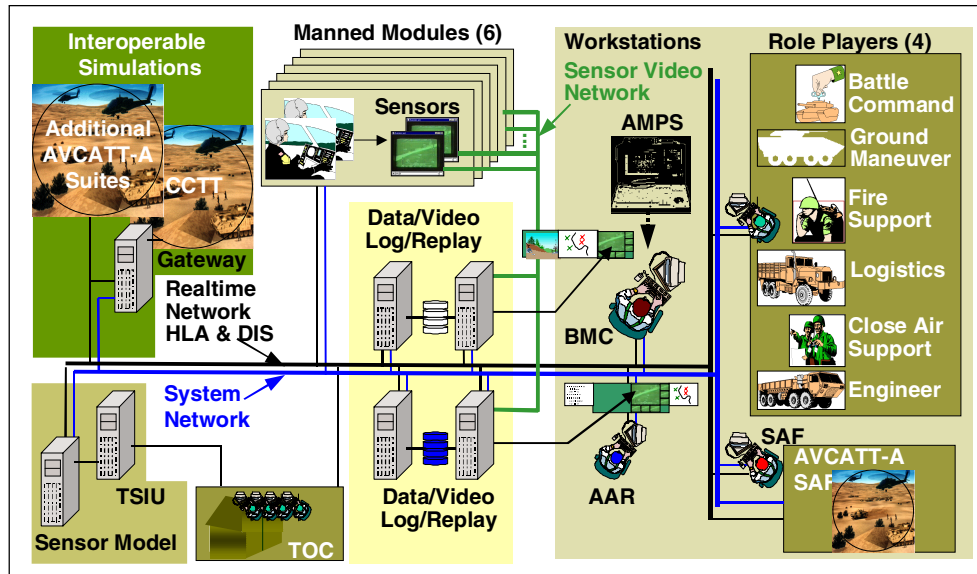 Interoperable
Simulations
Additional
AVCATT-A
Suites
CCTT
Gateway
Realtime
Network
HLA & DIS
System
Network
TSIU
Sensor Model
TOC
Manned Modules (6)
Sensors
Data/Video
Log/Replay
Data/Video
Log/Replay
Workstations
Sensor Video
Network
AMPS
BMC
AAR
Role Players (4)
Battle
Command
Ground
Maneuver
Fire
Support
Logistics
Close Air
Support
Engineer
SAF
AVCATT-A
SAF